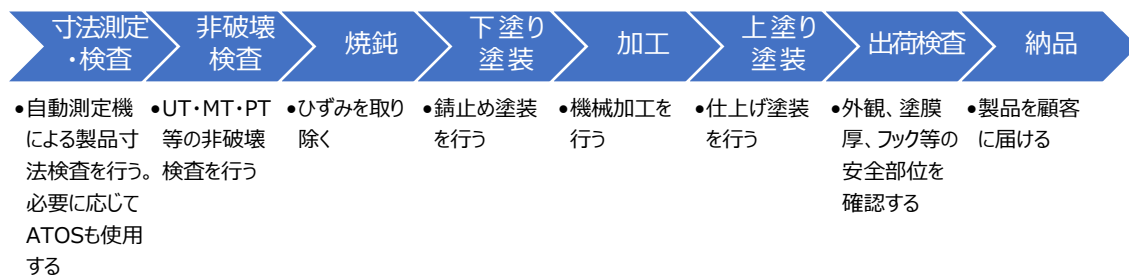 寸法測定
・検査
非破壊
検査
焼鈍
下塗り
塗装
加工
上塗り
塗装
出荷検査
納品
•自動測定機
による製品寸
法検査を行う。
必要に応じて
ATOSも使用
する
•UT・MT・PT
等の非破壊
検査を行う
•ひずみを取り
除く
•錆止め塗装
を行う
•機械加工を
行う
•仕上げ塗装
を行う
•外観、塗膜
厚、フック等の
安全部位を
確認する
•製品を顧客
に届ける